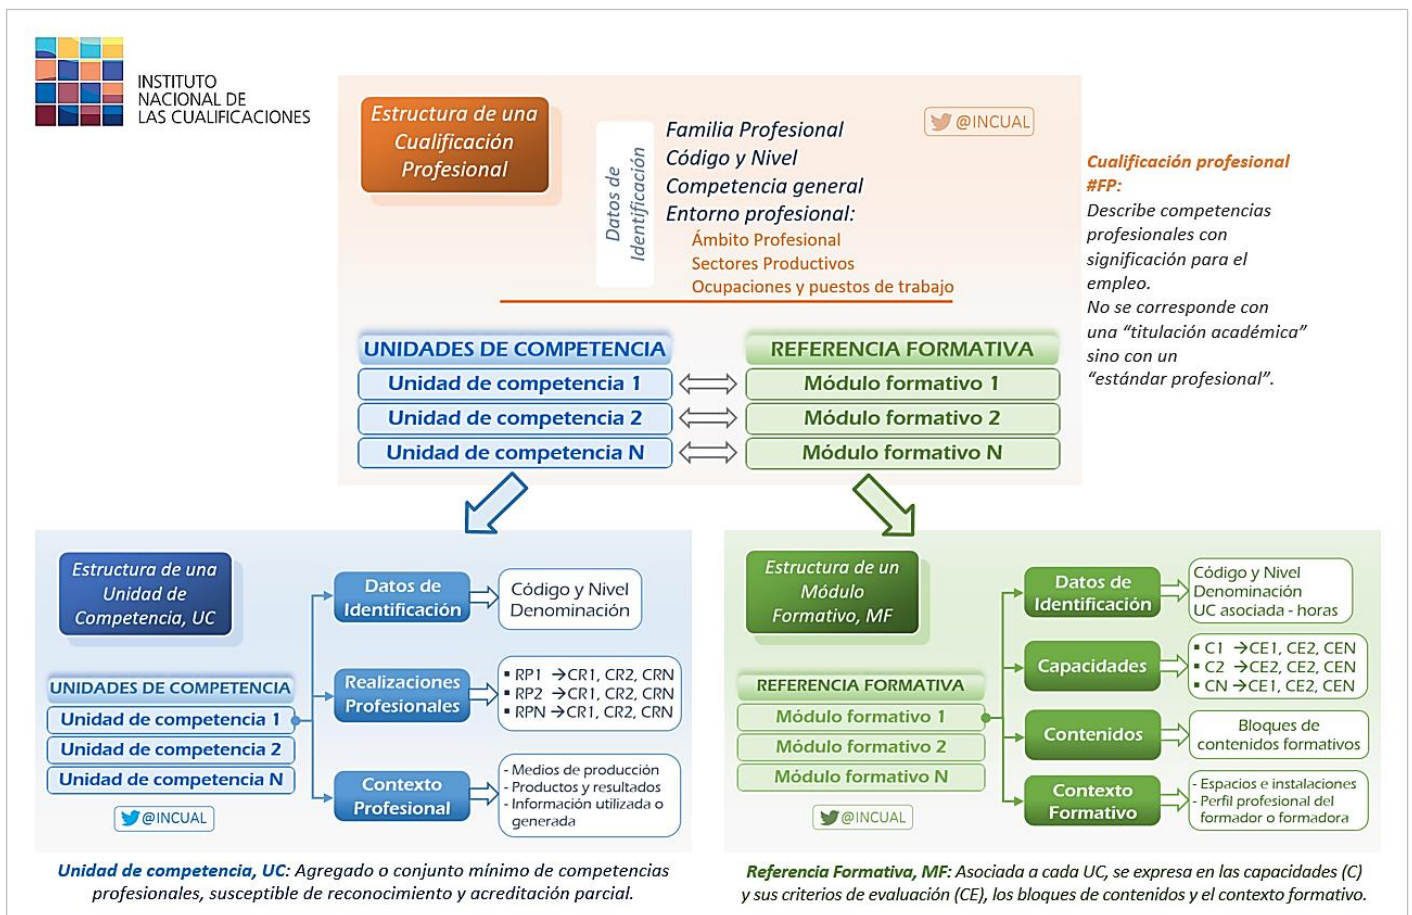 INSTITUTO
NACIONAL DE
LAS CUALIFICACIONES
Estructura de una
Cualificación
Profesional
Datos de
Identificación
Familia Profesional
Código y Nivel
Competencia general
Entorno profesional:
Ámbito Profesional
Sectores Productivos
Ocupaciones y puestos de trabajo
@INCUAL
Cualificación profesional
#FP:
Describe competencias
profesionales con
significación para el
empleo.
No se corresponde con
una “titulación académica”
sino con un
“estándar profesional”.
UNIDADES DE COMPETENCIA
Unidad de competencia 1
Unidad de competencia 2
Unidad de competencia N
REFERENCIA FORMATIVA
Módulo formativo 1
Módulo formativo 2
Módulo formativo N
Estructura de una
Unidad de
Competencia, UC
UNIDADES DE COMPETENCIA
Unidad de competencia 1
Unidad de competencia 2
Unidad de competencia N
@INCUAL
Datos de
Identificación
Código y Nivel
Denominación
Realizaciones
Profesionales
▪ RP1 →CR1, CR2, CRN
▪ RP2 →CR1, CR2, CRN
▪ RPN →CR1, CR2, CRN
Contexto
Profesional
- Medios de producción
- Productos y resultados
- Información utilizada o
generada
Unidad de competencia, UC: Agregado o conjunto mínimo de competencias
profesionales, susceptible de reconocimiento y acreditación parcial.
Estructura de un
Módulo
Formativo, MF
REFERENCIA FORMATIVA
Módulo formativo 1
Módulo formativo 2
Módulo formativo N
@INCUAL
Datos de
Identificación
Código y Nivel
Denominación
UC asociada - horas
Capacidades
▪ C1 →CE1, CE2, CEN
▪ C2 →CE2, CE2, CEN
▪ CN →CE1, CE2, CEN
Contenidos
Bloques de
contenidos formativos
Contexto
Formativo
- Espacios e instalaciones
- Perfil profesional del
formador o formadora
Referencia Formativa, MF: Asociada a cada UC, se expresa en las capacidades (C)
y sus criterios de evaluación (CE), los bloques de contenidos y el contexto formativo.